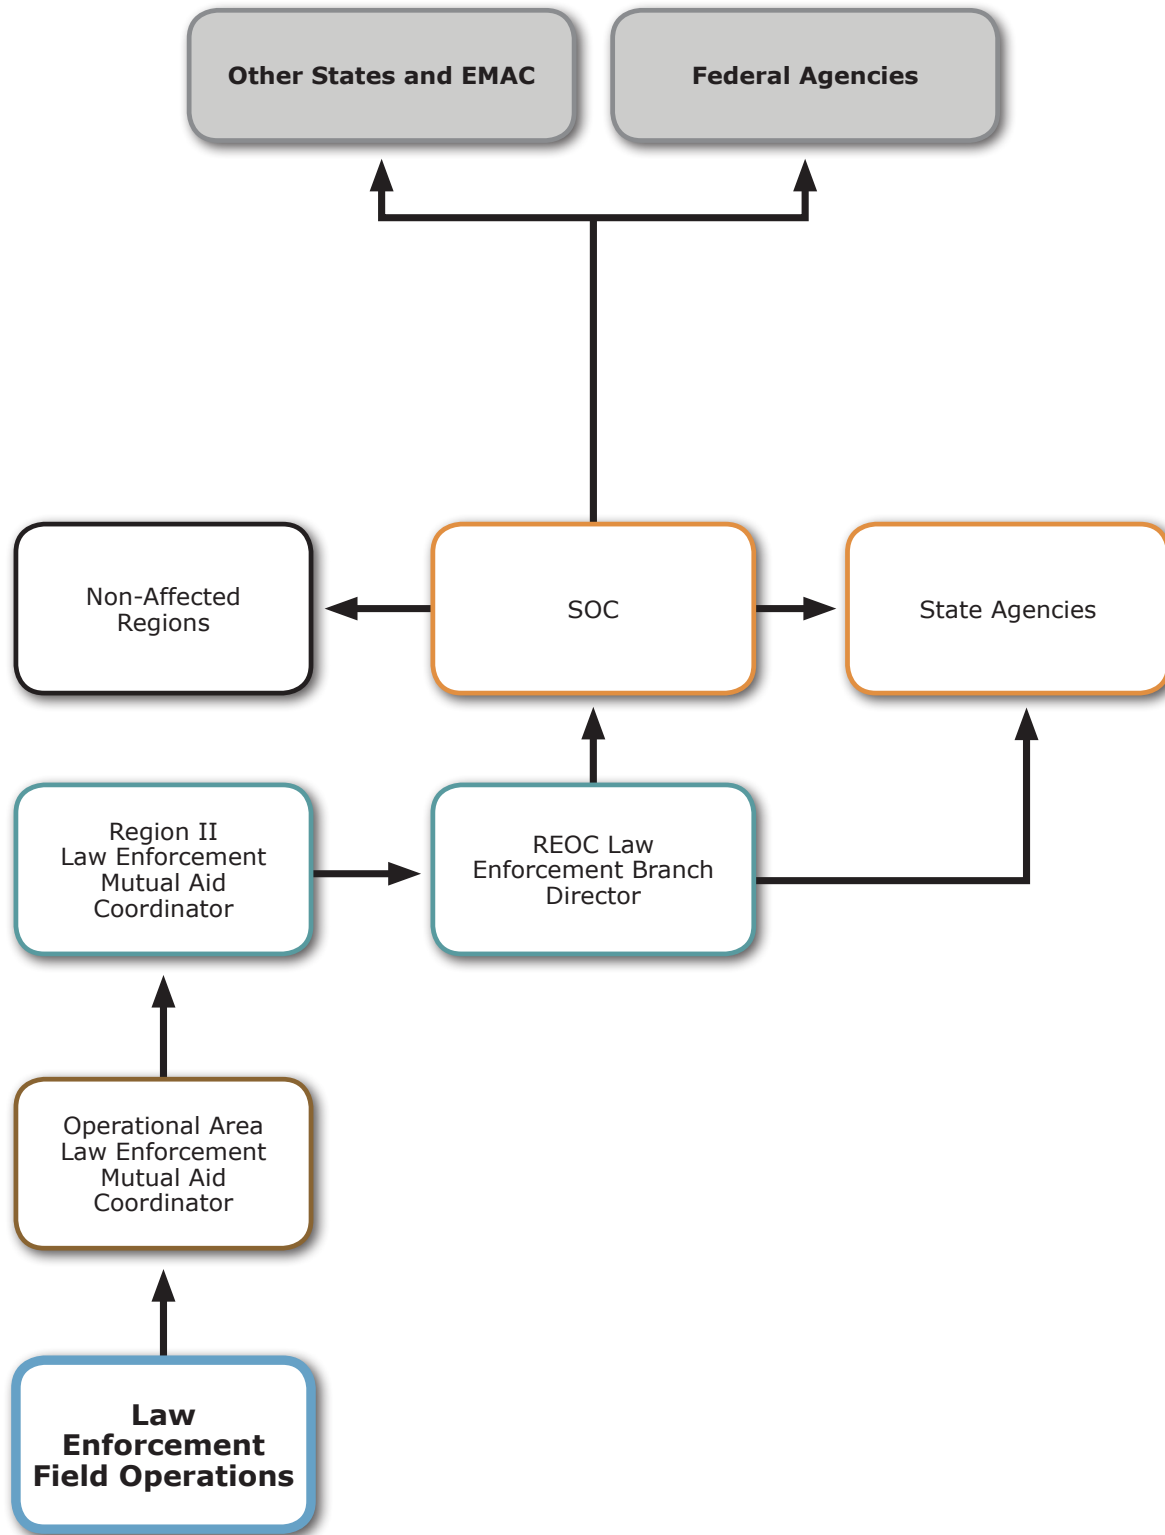 Other States and EMAC
Federal Agencies
Non-Affected
Regions
SOC
State Agencies
Region II
Law Enforcement
Mutual Aid
Coordinator
REOC Law
Enforcement Branch
Director
Operational Area
Law Enforcement
Mutual Aid
Coordinator
Law
Enforcement
Field Operations